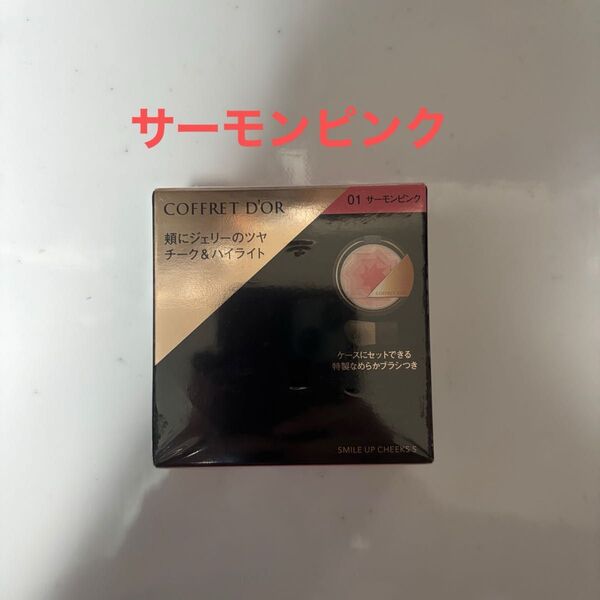 サーモンピンク
COFFRET D'OR
01 サーモンピンク
頬にジェリーのツヤ
チーク&ハイライト
COFFRET D'OR
ケースにセットできる
特製なめらかブラシつき
SMILE UP CHEEKS S